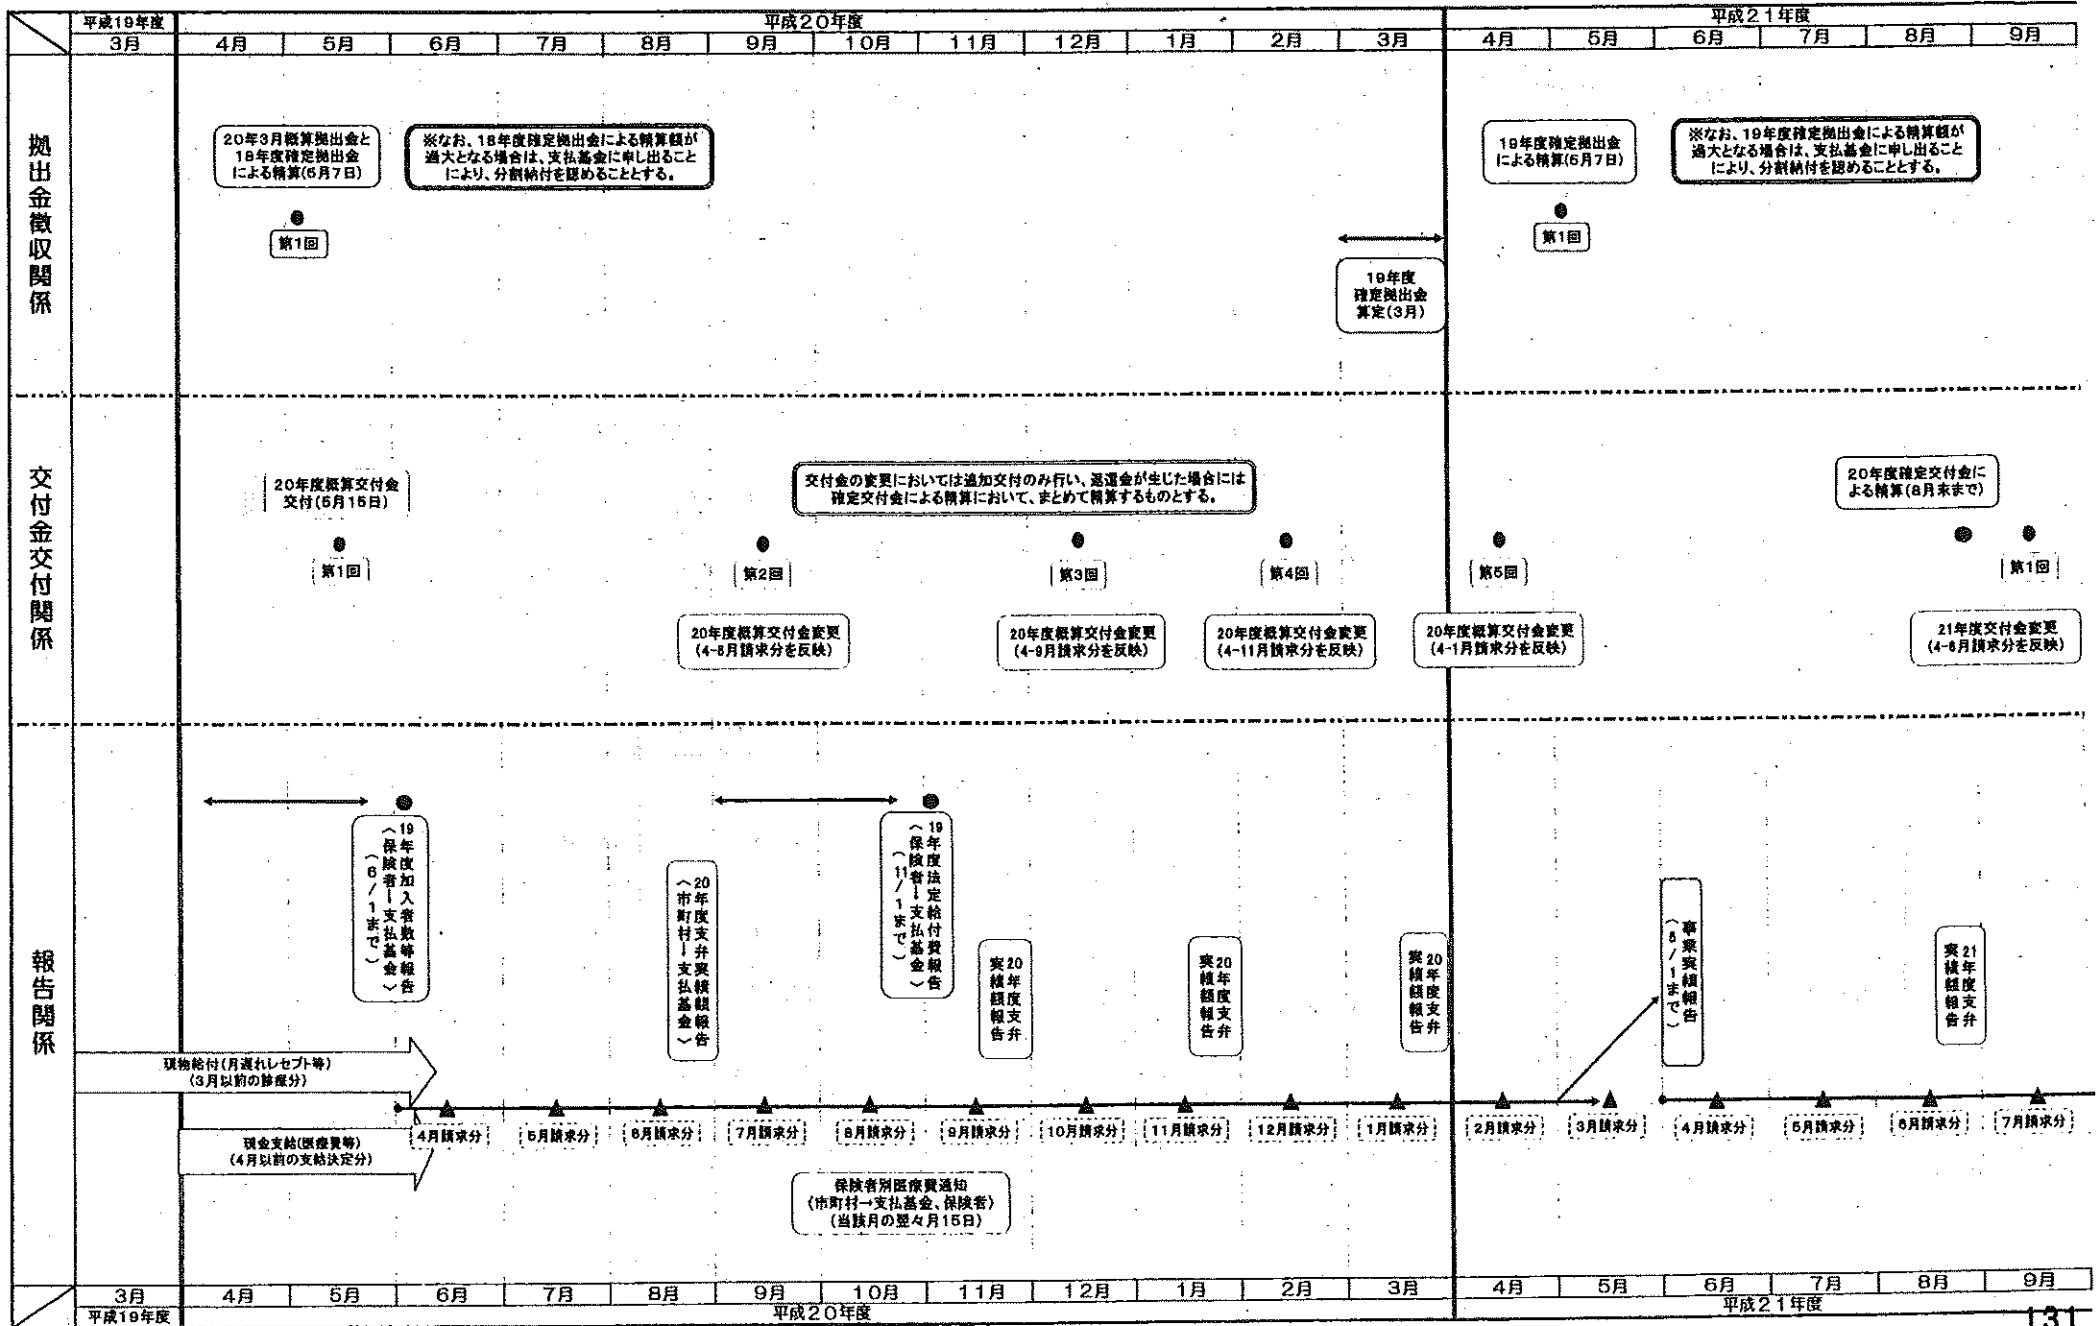 平成19年度 平成20年度 平成21年度
3月 4月 5月 6月 7月 8月 9月 10月 11月 12月 1月 2月 3月 4月 5月 6月 7月 8月 9月
拠出金徴収関係
20年3月概算拠出金と
18年度確定拠出金
による精算(5月7日)
※なお、18年度確定拠出金による精算額が
過大となる場合は、支払基金に申し出ること
により、分割納付を認めることとする。
第1回
19年度
確定拠出金
算定(3月)
19年度確定拠出金
による精算(5月7日)
※なお、19年度確定拠出金による精算額が
過大となる場合は、支払基金に申し出ること
により、分割納付を認めることとする。
第1回
交付金交付関係
20年度概算交付金
交付(5月15日)
第1回
交付金の変更においては追加交付のみ行い、返還金が生じた場合には
確定交付金による精算において、まとめて精算するものとする。
第2回
20年度概算交付金変更
(4-6月請求分を反映)
第3回
20年度概算交付金変更
(4-9月請求分を反映)
第4回
20年度概算交付金変更
(4-11月請求分を反映)
第5回
20年度概算交付金変更
(4-1月請求分を反映)
20年度確定交付金に
よる精算(8月末まで)
第1回
21年度交付金変更
(4-6月請求分を反映)
報告関係
19年度加入者数等報告
〈保険者→支払基金〉
(6/1まで)
20年度支弁実績額報告
〈市町村→支払基金〉
19年度法定給付費報告
〈保険者→支払基金〉
(11/1まで)
20年度支弁
実績額報告
20年度支弁
実績額報告
20年度支弁
実績額報告
事業実績報告
21年度支弁
実績額報告
現物給付(月遅れレセプト等)
(3月以前の診療分)
現金支給(医療費等)
(4月以前の支給決定分)
4月請求分 5月請求分 6月請求分 7月請求分 8月請求分 9月請求分 10月請求分 11月請求分 12月請求分 1月請求分 2月請求分 3月請求分 4月請求分 5月請求分 6月請求分 7月請求分
保険者別医療費通知
〈市町村→支払基金、保険者〉
(当該月の翌々月15日)
3月 4月 5月 6月 7月 8月 9月 10月 11月 12月 1月 2月 3月 4月 5月 6月 7月 8月 9月
平成19年度 平成20年度 平成21年度
131